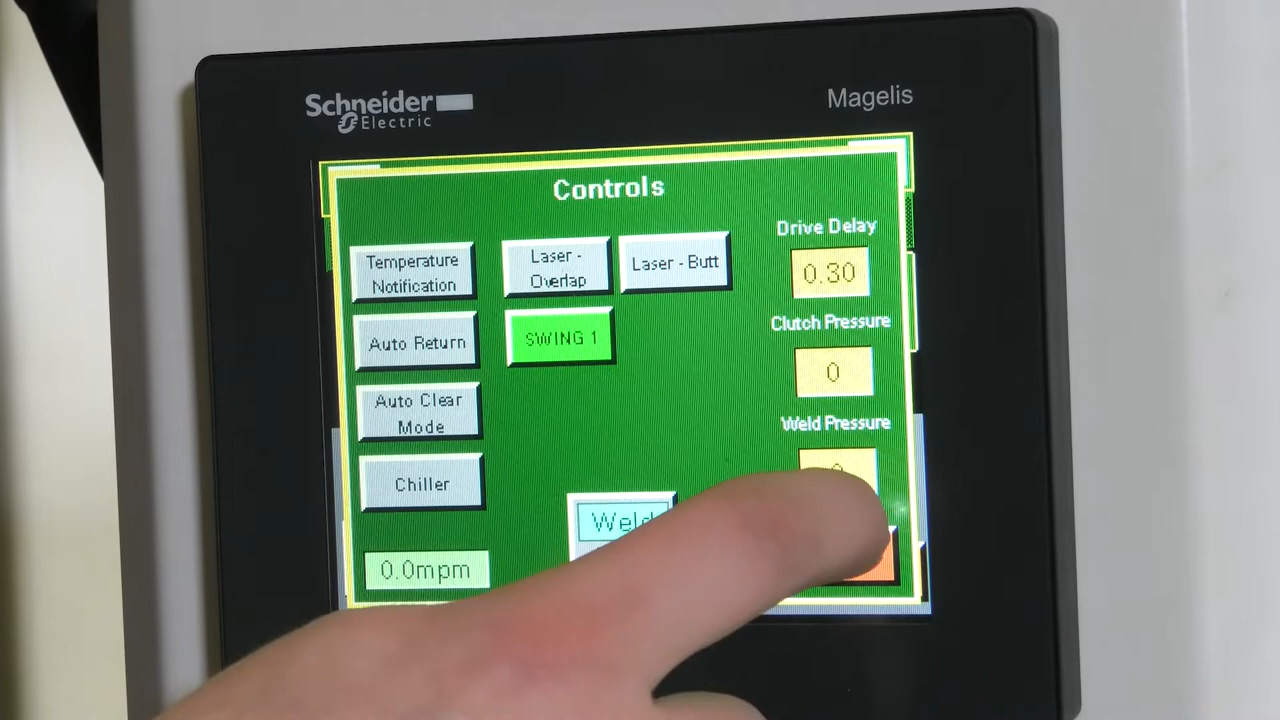 Schneider
Electric
Magelis
Controls
Temperature
Notification
Auto Return
Auto Clear
Mode
Chiller
0.0mpm
Laser -
Overlap
Laser - Butt
SWING 1
Drive Delay
0.30
Clutch Pressure
0
Weld Pressure
Weld